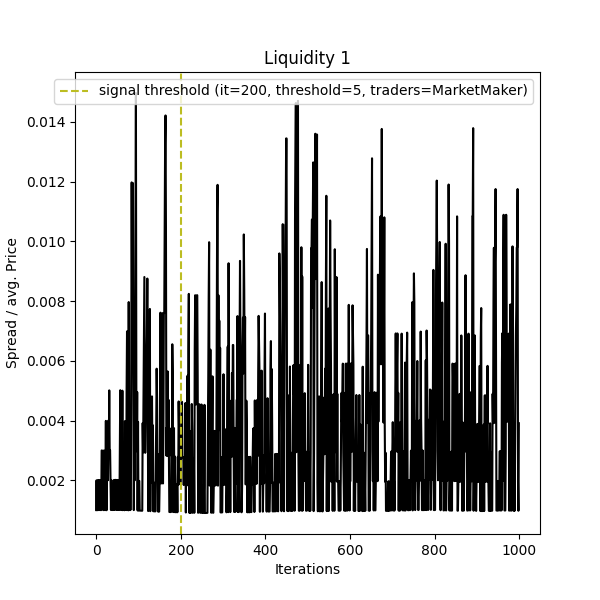 Liquidity 1
signal threshold (it=200, threshold=5, traders=MarketMaker)
0.014
0.012
0.010
0.008
0.006
0.004
0.002
Spread / avg. Price
0 200 400 600 800 1000
Iterations